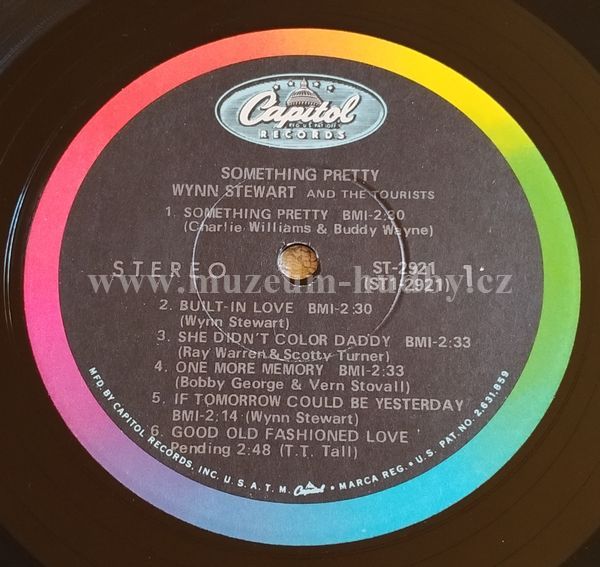 Capitol
REG. U.S. PAT. OFF.
RECORDS
SOMETHING PRETTY
WYNN STEWART AND THE TOURISTS
1. SOMETHING PRETTY BMI-2:30
(Charlie Williams & Buddy Wayne)
STEREO
ST-2921
(ST1-2921)
1
www.muzeum-hudby.cz
2. BUILT-IN LOVE BMI-2:30
(Wynn Stewart)
3. SHE DIDN'T COLOR DADDY BMI-2:33
(Ray Warren & Scotty Turner)
4. ONE MORE MEMORY BMI-2:33
(Bobby George & Vern Stovall)
5. IF TOMORROW COULD BE YESTERDAY
BMI-2:14 (Wynn Stewart)
6. GOOD OLD FASHIONED LOVE
Pending 2:48 (T.T. Tall)
MFD. BY CAPITOL RECORDS, INC. U.S.A. T.M. Capitol • MARCA REG. • U.S. PAT. NO. 2,631,859